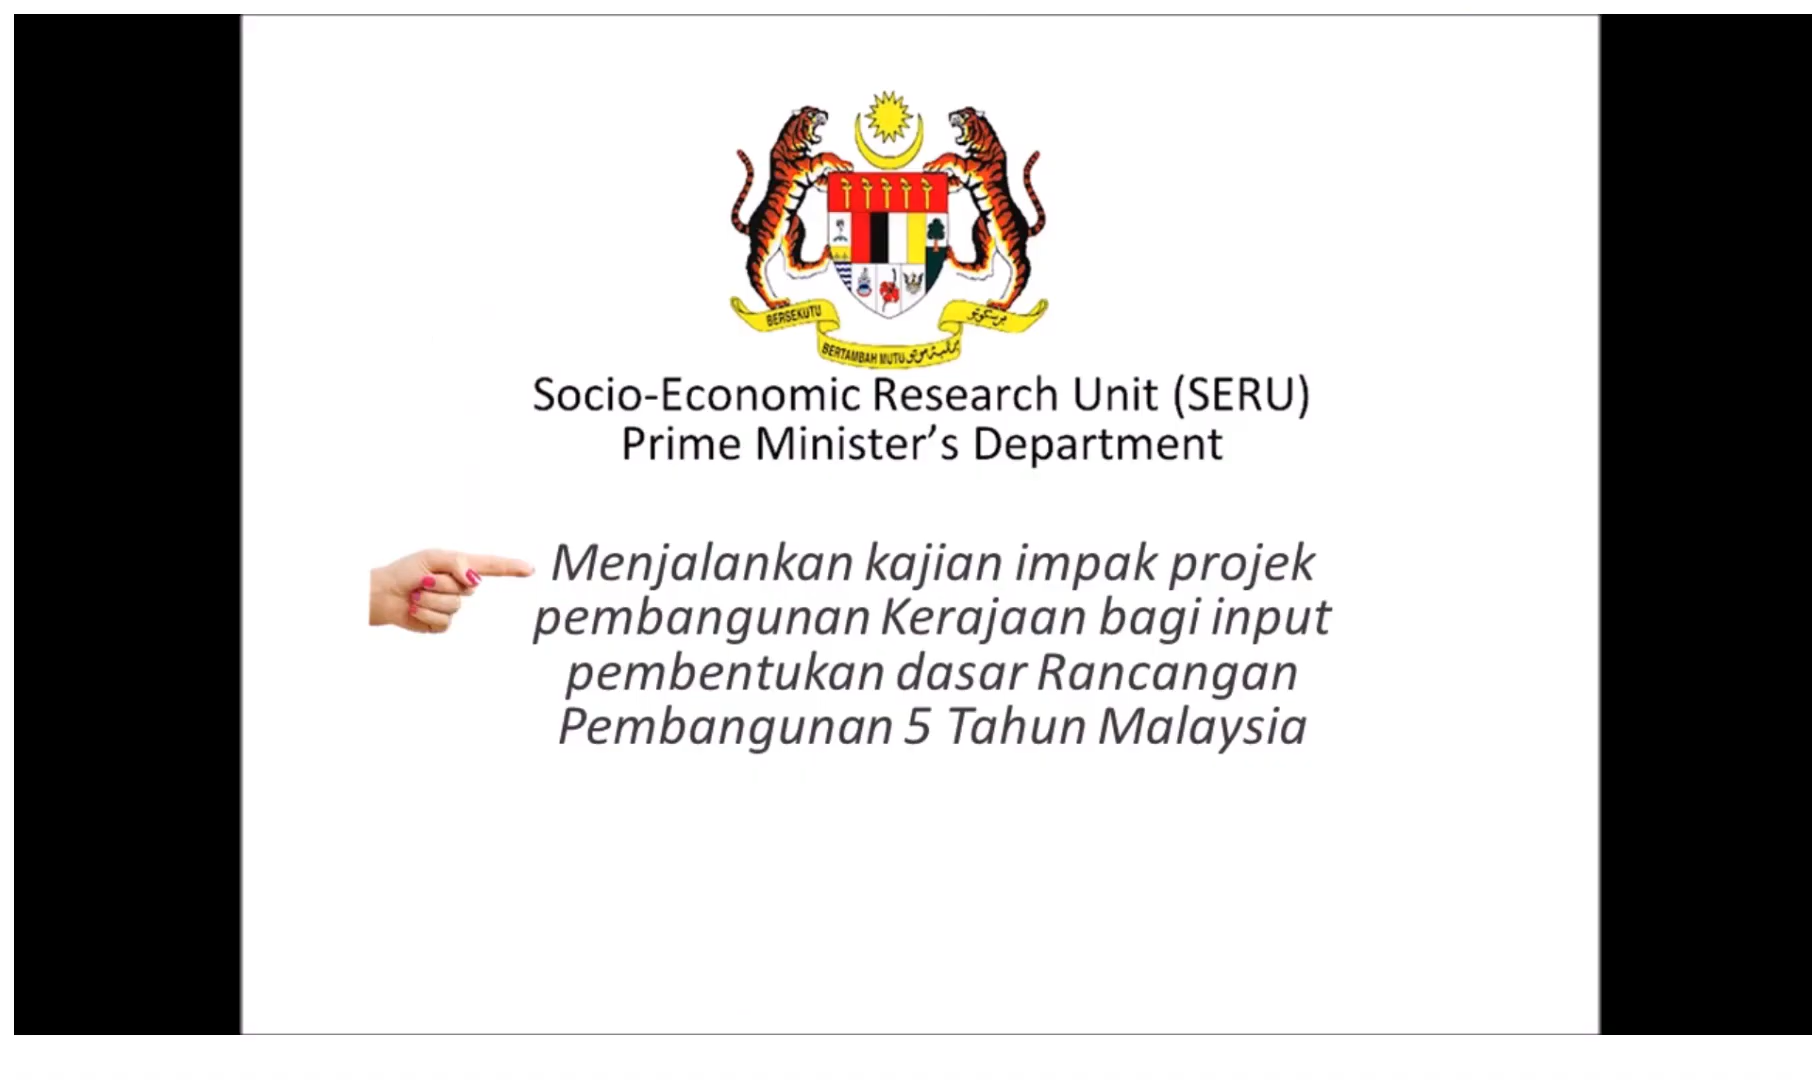 BERSEKUTU
برسکوتو
BERTAMBAH MUTU
Socio-Economic Research Unit (SERU)
Prime Minister’s Department
Menjalankan kajian impak projek
pembangunan Kerajaan bagi input
pembentukan dasar Rancangan
Pembangunan 5 Tahun Malaysia